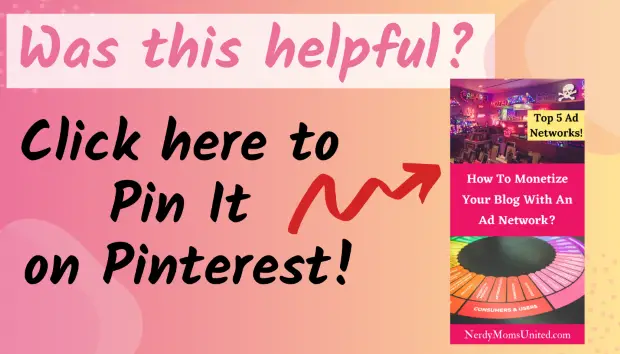 Was this helpful?
Click here to
Pin It
on Pinterest!
Top 5 Ad
Networks!
How To Monetize
Your Blog With An
Ad Network?
CONSUMERS & USERS
NerdyMomsUnited.com